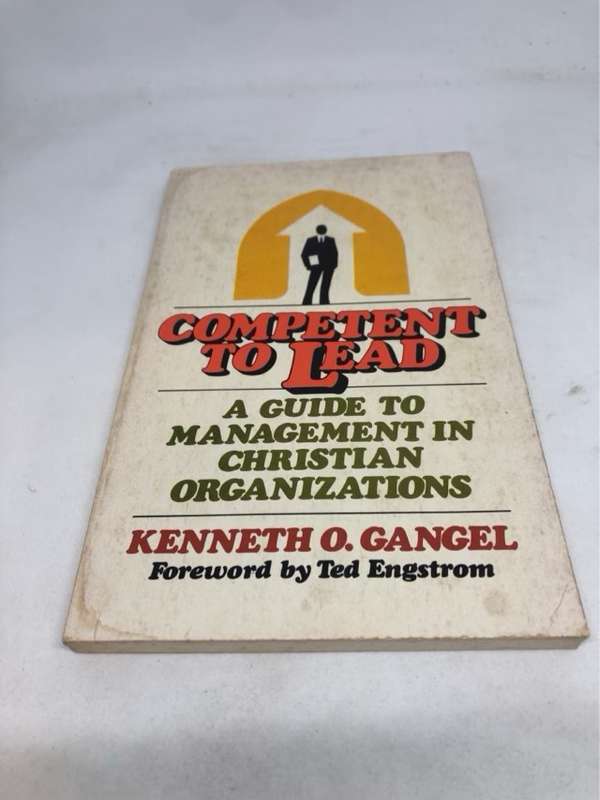 COMPETENT
TO LEAD
A GUIDE TO
MANAGEMENT IN
CHRISTIAN
ORGANIZATIONS
KENNETH O. GANGEL
Foreword by Ted Engstrom